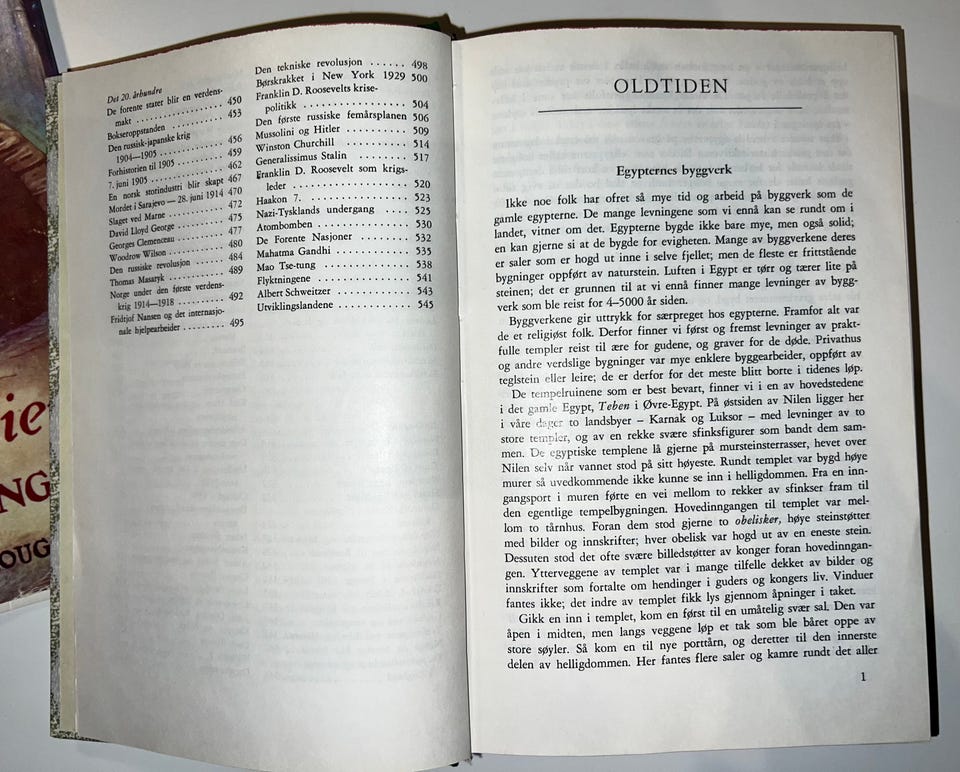 ie
NG
OUG
Det 20. århundre
De forente stater blir en verdens-
makt . . . . . . . . . . . . . . . . . . 450
Bokseroppstanden . . . . . . . . . . 453
Den russisk-japanske krig
1904—1905 . . . . . . . . . . . . . 456
Forhistorien til 1905 . . . . . . . . 459
7. juni 1905 . . . . . . . . . . . . . . 462
En norsk storindustri blir skapt 467
Mordet i Sarajevo — 28. juni 1914 470
Slaget ved Marne . . . . . . . . . . 472
David Lloyd George . . . . . . . . . 475
Georges Clemenceau . . . . . . . . . 477
Woodrow Wilson . . . . . . . . . . . 480
Den russiske revolusjon . . . . . . 484
Thomas Masaryk . . . . . . . . . . . 489
Norge under den første verdens-
krig 1914—1918 . . . . . . . . . . 492
Fridtjof Nansen og det internasjo-
nale hjelpearbeider . . . . . . . . 495
Den tekniske revolusjon . . . . . . 498
Børskrakket i New York 1929 500
Franklin D. Roosevelts krise-
politikk . . . . . . . . . . . . . . . . 504
Den første russiske femårsplanen 506
Mussolini og Hitler . . . . . . . . . 509
Winston Churchill . . . . . . . . . . 514
Generalissimus Stalin . . . . . . . . 517
Franklin D. Roosevelt som krigs-
leder . . . . . . . . . . . . . . . . . . 520
Haakon 7. . . . . . . . . . . . . . . . 523
Nazi-Tysklands undergang . . . . 525
Atombomben . . . . . . . . . . . . . 530
De Forente Nasjoner . . . . . . . . 532
Mahatma Gandhi . . . . . . . . . . . 535
Mao Tse-tung . . . . . . . . . . . . . 538
Flyktningene . . . . . . . . . . . . . 541
Albert Schweitzer . . . . . . . . . . 543
Utviklingslandene . . . . . . . . . . 545
OLDTIDEN
Egypternes byggverk
Ikke noe folk har ofret så mye tid og arbeid på byggverk som de
gamle egypterne. De mange levningene som vi ennå kan se rundt om i
landet, vitner om det. Egypterne bygde ikke bare mye, men også solid;
en kan gjerne si at de bygde for evigheten. Mange av byggverkene deres
er saler som er hogd ut inne i selve fjellet; men de fleste er frittstående
bygninger oppført av naturstein. Luften i Egypt er tørr og tærer lite på
steinen; det er grunnen til at vi ennå finner mange levninger av bygg-
verk som ble reist for 4–5000 år siden.
Byggverkene gir uttrykk for særpreget hos egypterne. Framfor alt var
de et religiøst folk. Derfor finner vi først og fremst levninger av prakt-
fulle templer reist til ære for gudene, og graver for de døde. Privathus
og andre verdslige bygninger var mye enklere byggearbeider, oppført av
teglstein eller leire; de er derfor for det meste blitt borte i tidenes løp.
De tempelruinene som er best bevart, finner vi i en av hovedstedene
i det gamle Egypt, Teben i Øvre-Egypt. På østsiden av Nilen ligger her
i våre dager to landsbyer – Karnak og Luksor – med levninger av to
store templer, og av en rekke svære sfinksfigurer som bandt dem sam-
men. De egyptiske templene lå gjerne på mursteinsterrasser, hevet over
Nilen selv når vannet stod på sitt høyeste. Rundt templet var bygd høye
murer så uvedkommende ikke kunne se inn i helligdommen. Fra en inn-
gangsport i muren førte en vei mellom to rekker av sfinkser fram til
den egentlige tempelbygningen. Hovedinngangen til templet var mel-
lom to tårnhus. Foran dem stod gjerne to obelisker, høye steinstøtter
med bilder og innskrifter; hver obelisk var hogd ut av en eneste stein.
Dessuten stod det ofte svære billedstøtter av konger foran hovedinngan-
gen. Ytterveggene av templet var i mange tilfelle dekket av bilder og
innskrifter som fortalte om hendinger i guders og kongers liv. Vinduer
fantes ikke; det indre av templet fikk lys gjennom åpninger i taket.
Gikk en inn i templet, kom en først til en umåtelig svær sal. Den var
åpen i midten, men langs veggene løp et tak som ble båret oppe av
store søyler. Så kom en til nye porttårn, og deretter til den innerste
delen av helligdommen. Her fantes flere saler og kamre rundt det aller
1